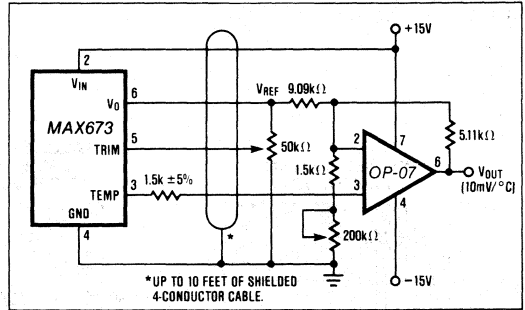 +15V
2
VIN
6
VREF
9.09kΩ
VO
MAX673
5
TRIM
50kΩ
2
7
5.11kΩ
1.5kΩ
OP-07
6
VOUT
(10mV/°C)
TEMP
3
1.5k ±5%
3
4
GND
4
200kΩ
*
-15V
*UP TO 10 FEET OF SHIELDED
4-CONDUCTOR CABLE.